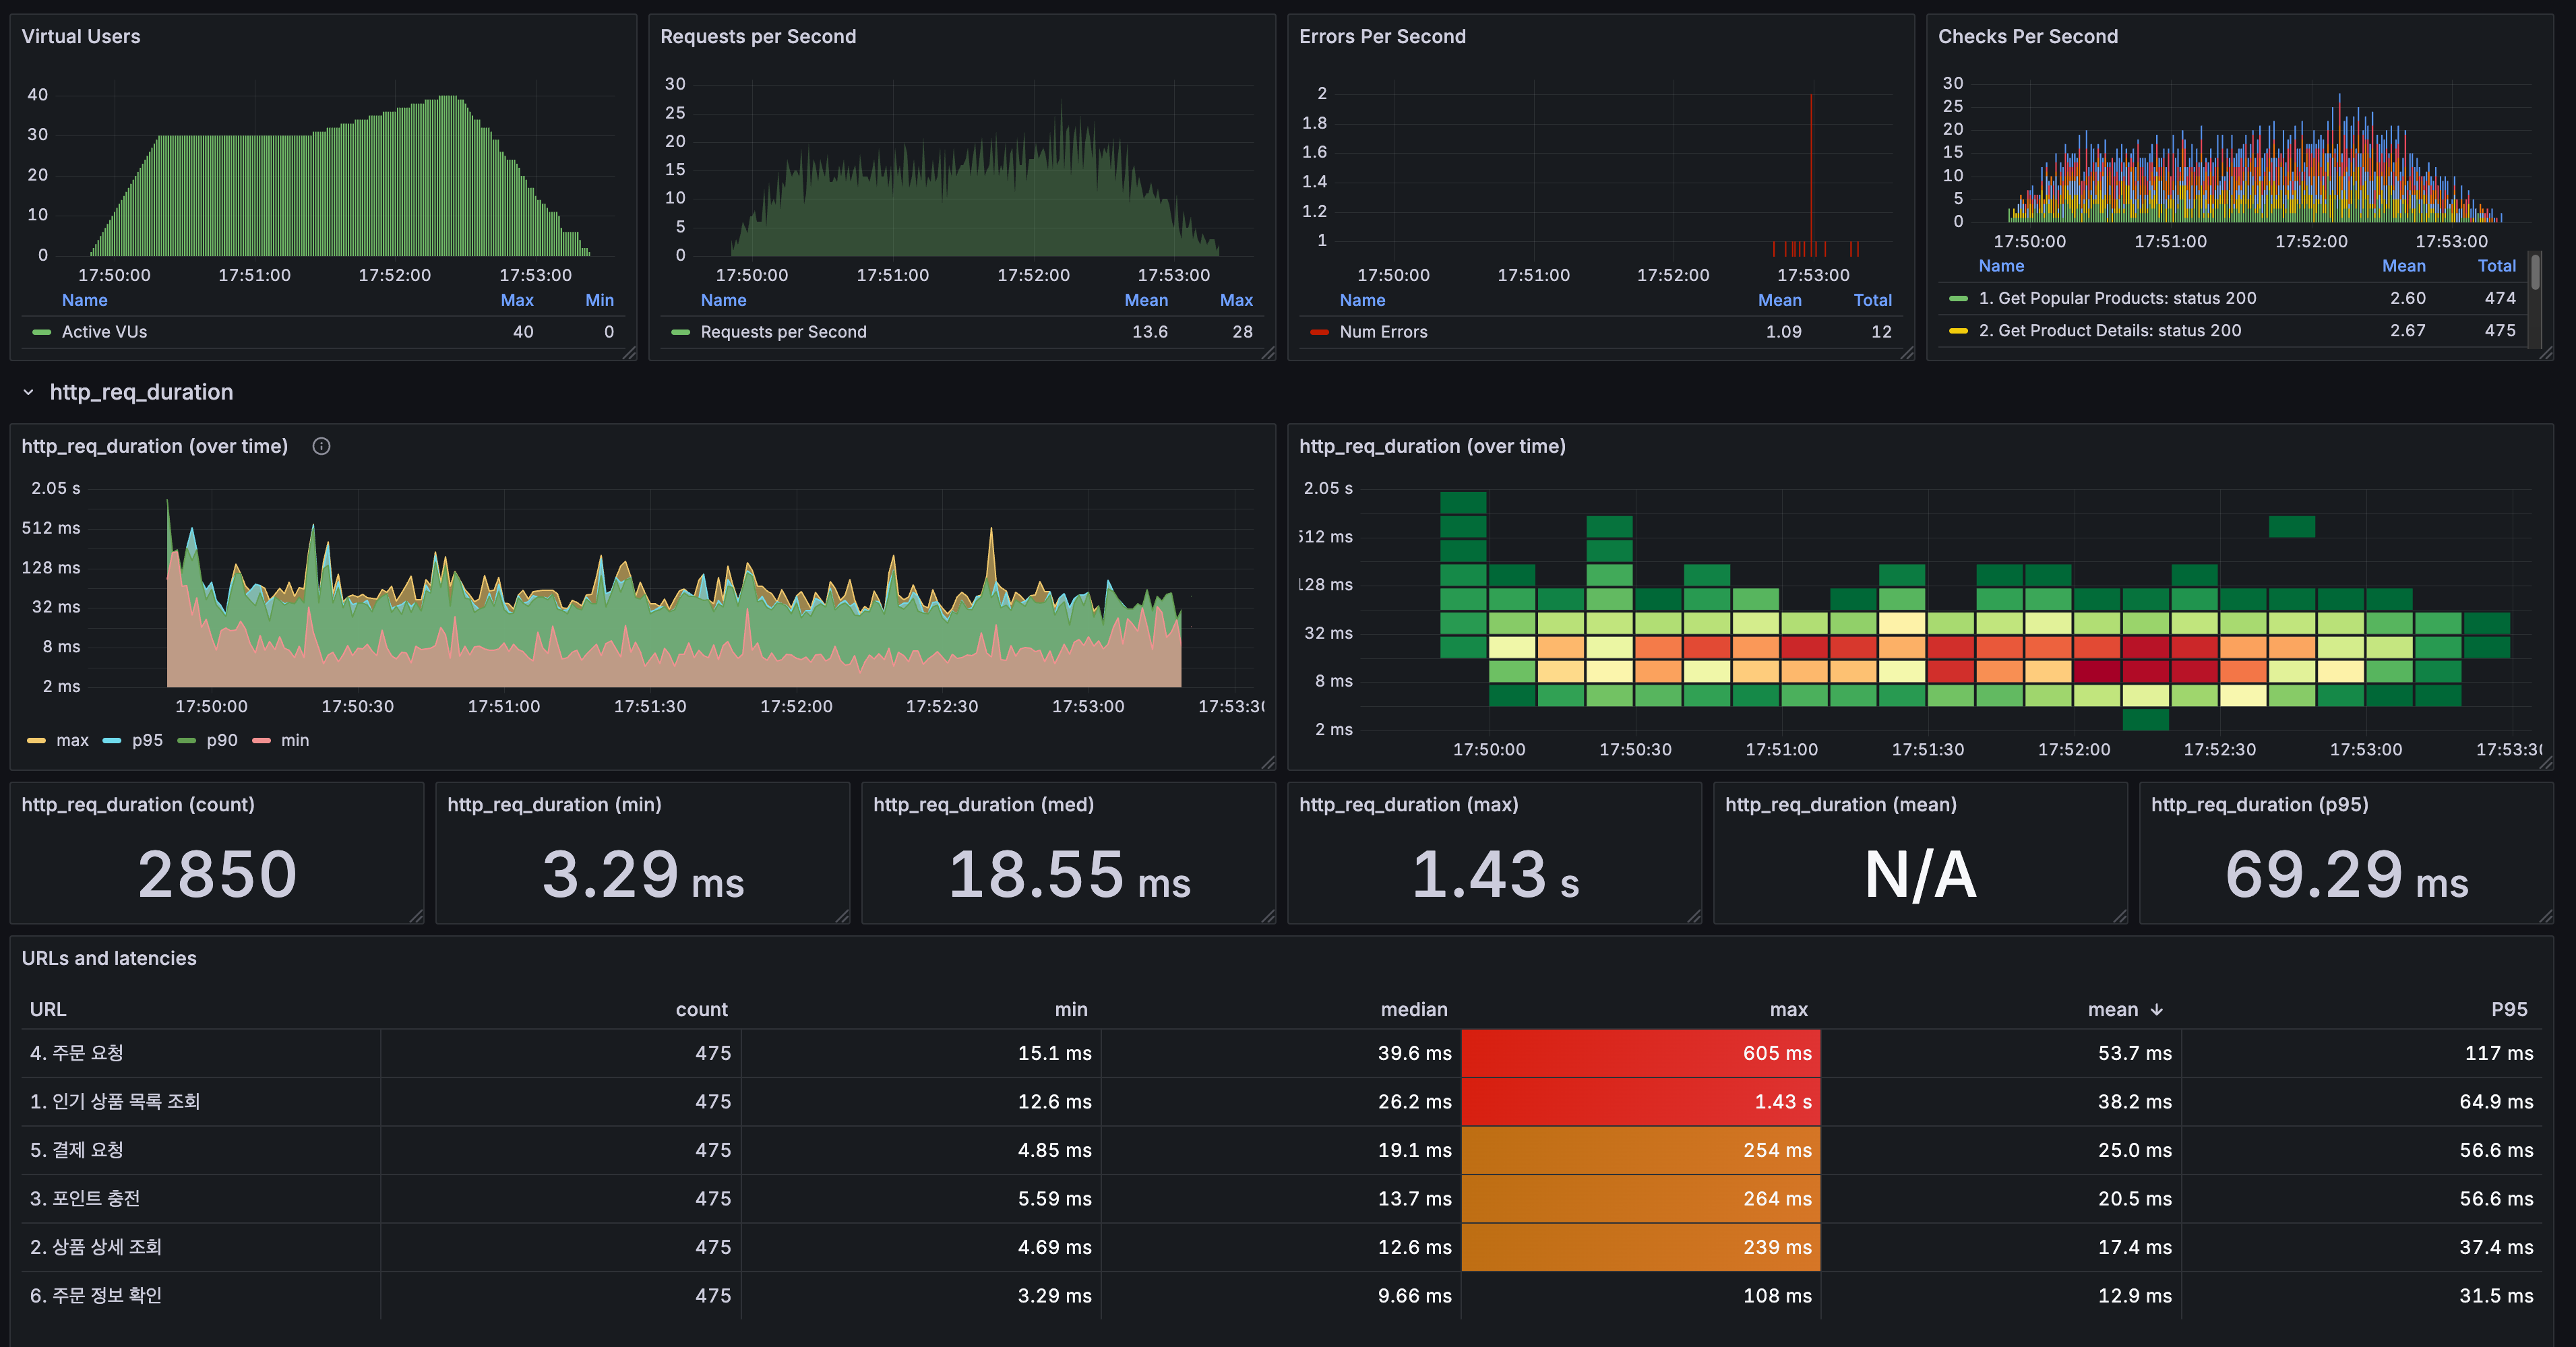 Virtual Users
40
30
20
10
0
17:50:00 17:51:00 17:52:00 17:53:00
Name Max Min
Active VUs 40 0
Requests per Second
30
25
20
15
10
5
0
17:50:00 17:51:00 17:52:00 17:53:00
Name Mean Max
Requests per Second 13.6 28
Errors Per Second
2
1.8
1.6
1.4
1.2
1
17:50:00 17:51:00 17:52:00 17:53:00
Name Mean Total
Num Errors 1.09 12
Checks Per Second
30
25
20
15
10
5
0
17:50:00 17:51:00 17:52:00 17:53:00
Name Mean Total
1. Get Popular Products: status 200 2.60 474
2. Get Product Details: status 200 2.67 475
http_req_duration
http_req_duration (over time)
2.05 s
512 ms
128 ms
32 ms
8 ms
2 ms
17:50:00 17:50:30 17:51:00 17:51:30 17:52:00 17:52:30 17:53:00 17:53:30
max p95 p90 min
http_req_duration (over time)
2.05 s
512 ms
128 ms
32 ms
8 ms
2 ms
17:50:00 17:50:30 17:51:00 17:51:30 17:52:00 17:52:30 17:53:00 17:53:30
http_req_duration (count)
2850
http_req_duration (min)
3.29 ms
http_req_duration (med)
18.55 ms
http_req_duration (max)
1.43 s
http_req_duration (mean)
N/A
http_req_duration (p95)
69.29 ms
URLs and latencies
URL count min median max mean P95
4. 주문 요청 475 15.1 ms 39.6 ms 605 ms 53.7 ms 117 ms
1. 인기 상품 목록 조회 475 12.6 ms 26.2 ms 1.43 s 38.2 ms 64.9 ms
5. 결제 요청 475 4.85 ms 19.1 ms 254 ms 25.0 ms 56.6 ms
3. 포인트 충전 475 5.59 ms 13.7 ms 264 ms 20.5 ms 56.6 ms
2. 상품 상세 조회 475 4.69 ms 12.6 ms 239 ms 17.4 ms 37.4 ms
6. 주문 정보 확인 475 3.29 ms 9.66 ms 108 ms 12.9 ms 31.5 ms